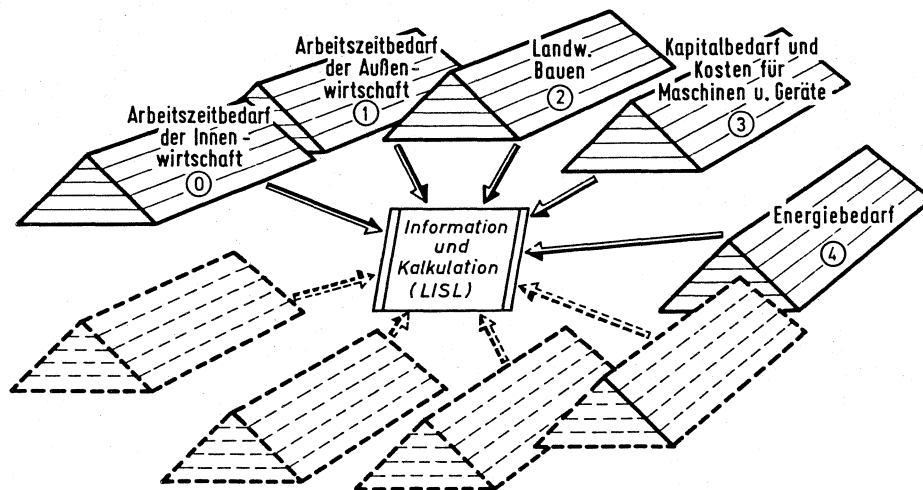 Arbeitszeitbedarf
der Innen-
wirtschaft
0
Arbeitszeitbedarf
der Außen-
wirtschaft
1
Landw.
Bauen
2
Kapitalbedarf und
Kosten für
Maschinen u. Geräte
3
Energiebedarf
4
Information
und
Kalkulation
(LISL)